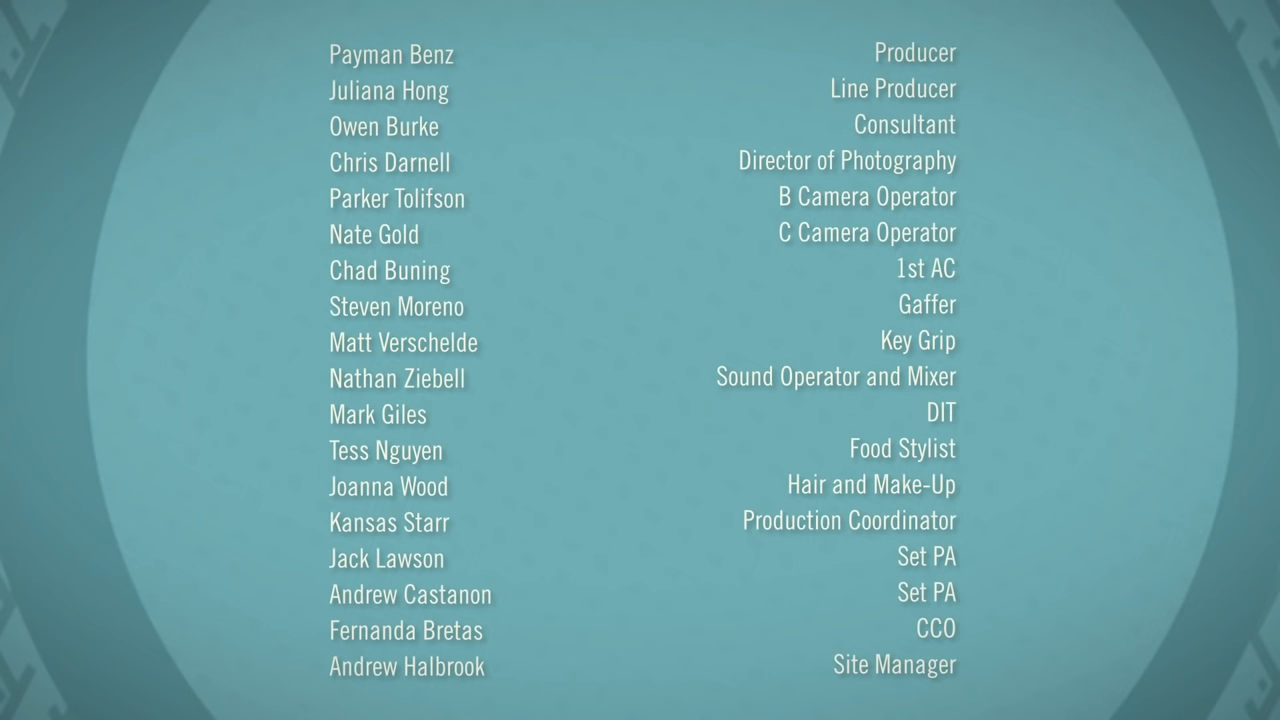 Payman Benz Producer
Juliana Hong Line Producer
Owen Burke Consultant
Chris Darnell Director of Photography
Parker Tolifson B Camera Operator
Nate Gold C Camera Operator
Chad Buning 1st AC
Steven Moreno Gaffer
Matt Verschelde Key Grip
Nathan Ziebell Sound Operator and Mixer
Mark Giles DIT
Tess Nguyen Food Stylist
Joanna Wood Hair and Make-Up
Kansas Starr Production Coordinator
Jack Lawson Set PA
Andrew Castanon Set PA
Fernanda Bretas CCO
Andrew Halbrook Site Manager